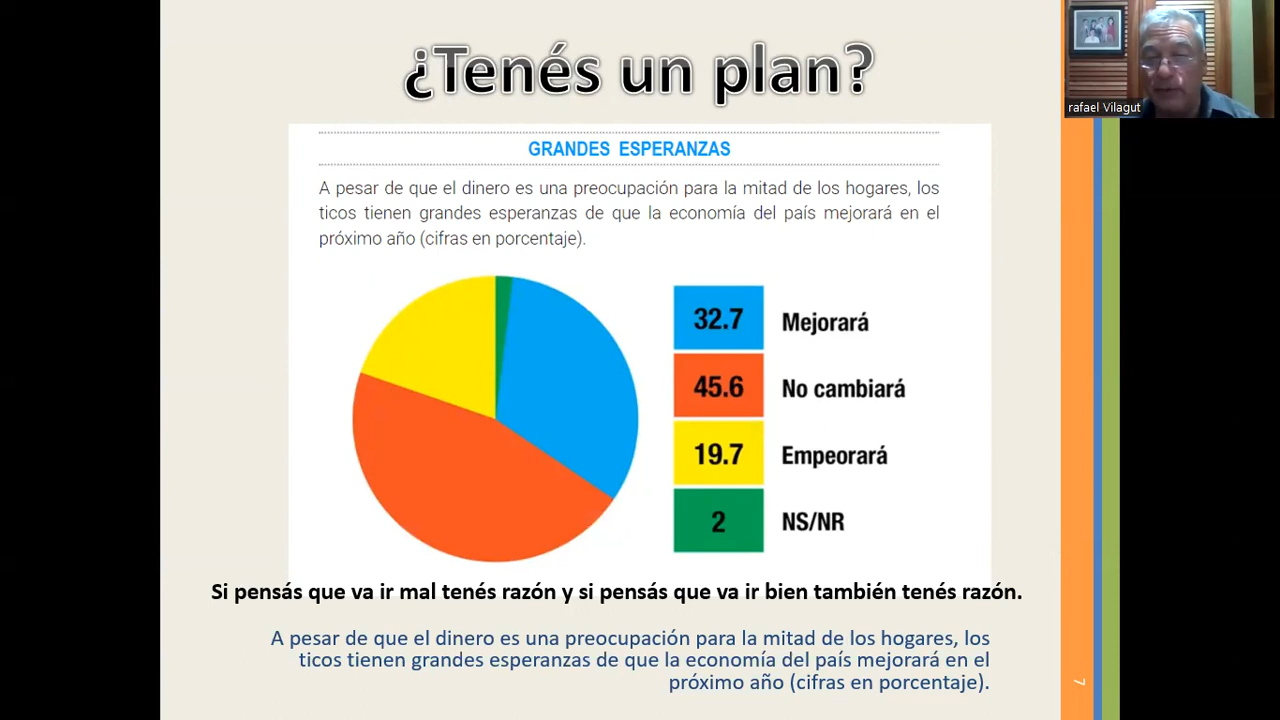 ¿Tenés un plan?
rafael Vilagut
GRANDES ESPERANZAS
A pesar de que el dinero es una preocupación para la mitad de los hogares, los
ticos tienen grandes esperanzas de que la economía del país mejorará en el
próximo año (cifras en porcentaje).
32.7 Mejorará
45.6 No cambiará
19.7 Empeorará
2 NS/NR
Si pensás que va ir mal tenés razón y si pensás que va ir bien también tenés razón.
A pesar de que el dinero es una preocupación para la mitad de los hogares, los
ticos tienen grandes esperanzas de que la economía del país mejorará en el
próximo año (cifras en porcentaje).
7